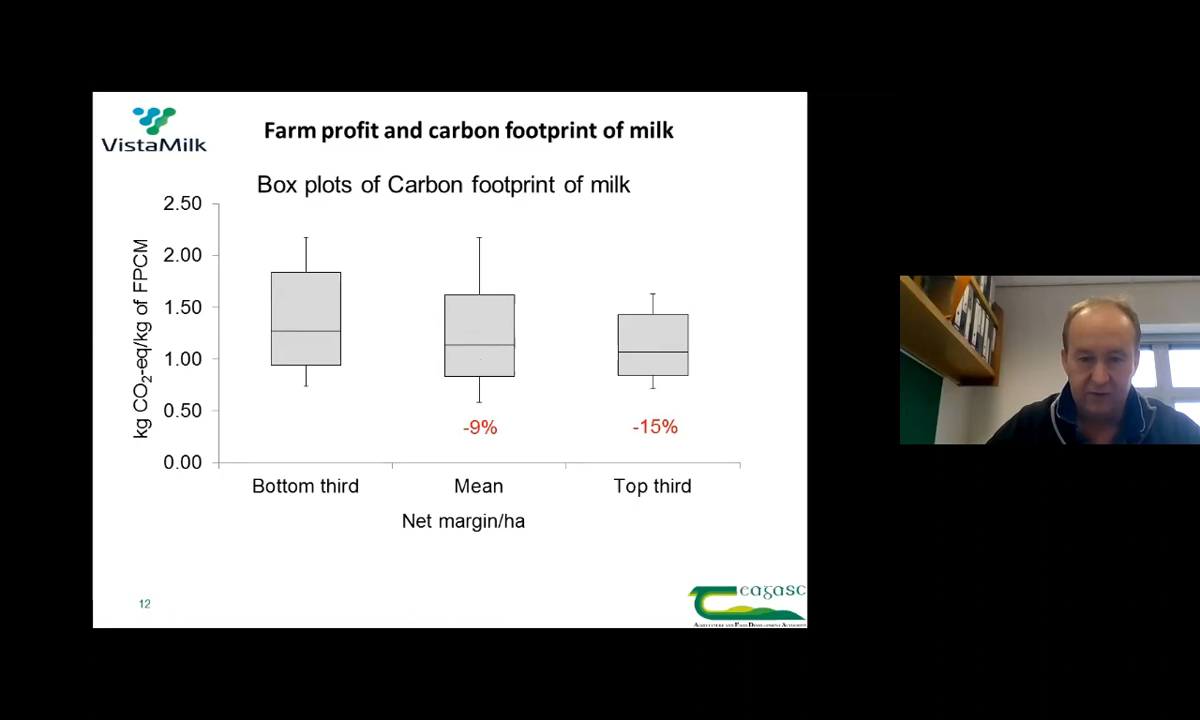 VistaMilk
Farm profit and carbon footprint of milk
Box plots of Carbon footprint of milk
kg CO₂-eq/kg of FPCM
2.50
2.00
1.50
1.00
0.50
0.00
-9%
-15%
Bottom third
Mean
Top third
Net margin/ha
12
eagasc
AGRICULTURE AND FOOD DEVELOPMENT AUTHORITY